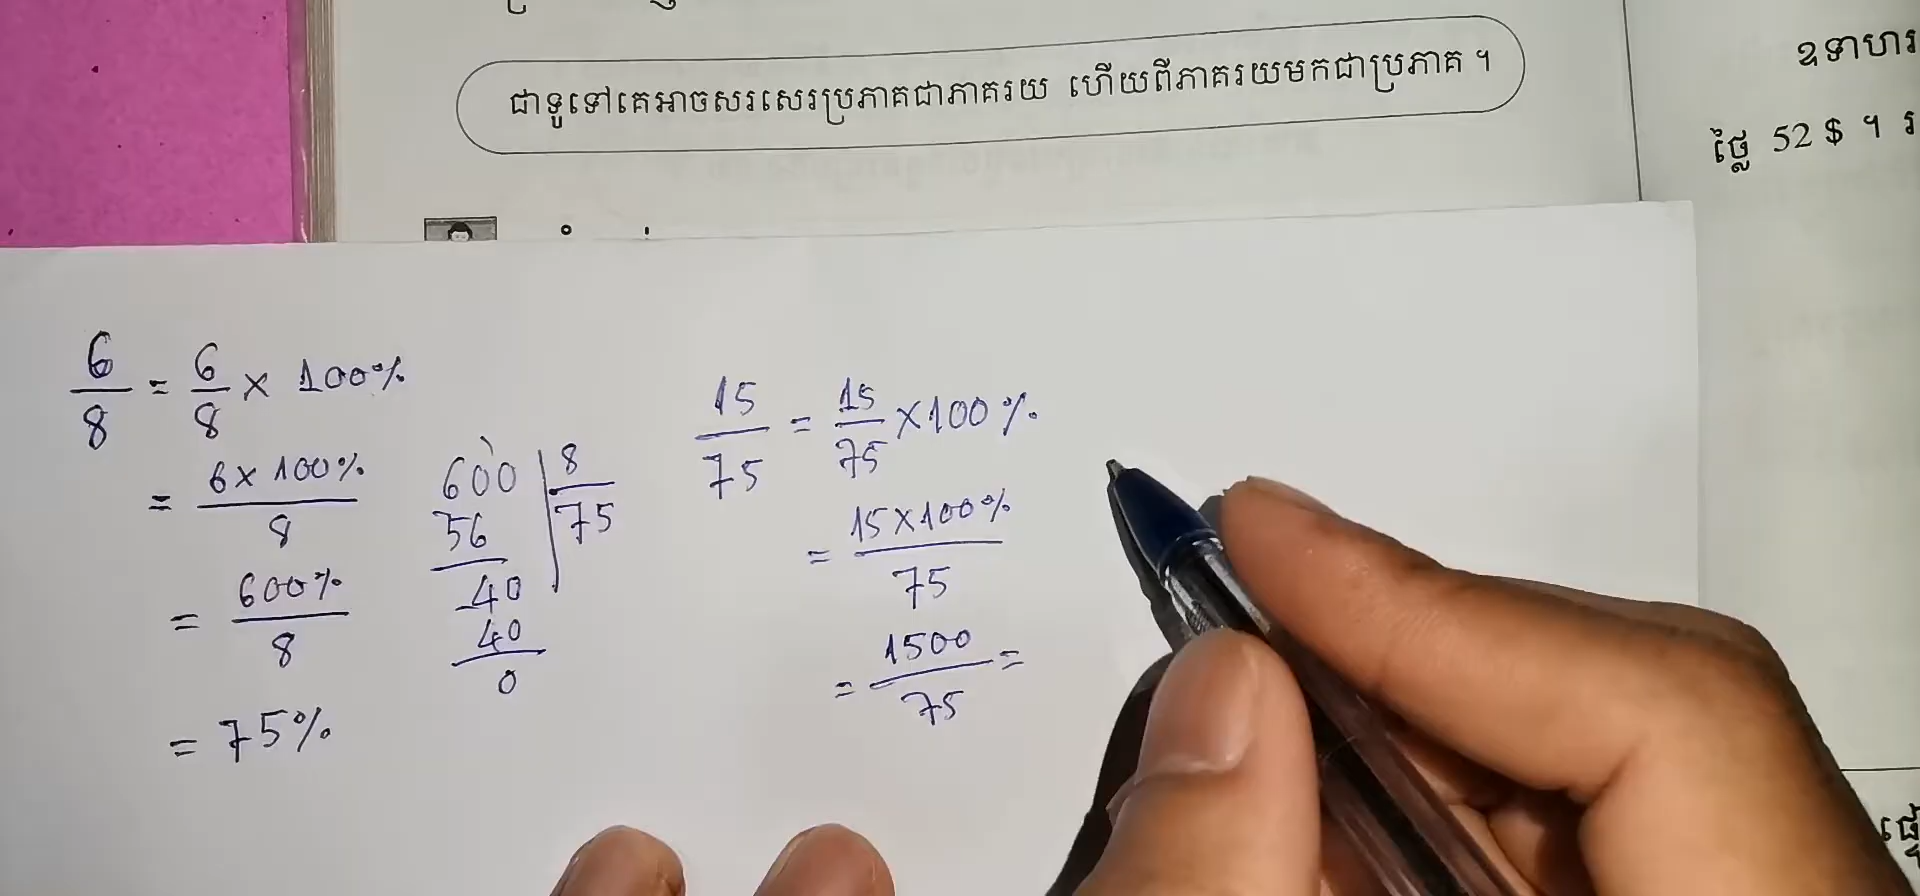 ជាទូទៅគេអាចសរសេរប្រភាគជាភាគរយ ហើយពីភាគរយមកជាប្រភាគ ។
ឧទាហរ
ថ្លៃ 52 $ ។ រ
6/8 = 6/8 × 100%
= 6 × 100% / 8
= 600% / 8
= 75%
600 | 8
56 | 75
-40
40
0
15/75 = 15/75 × 100%
= 15 × 100% / 75
= 1500 / 75 =